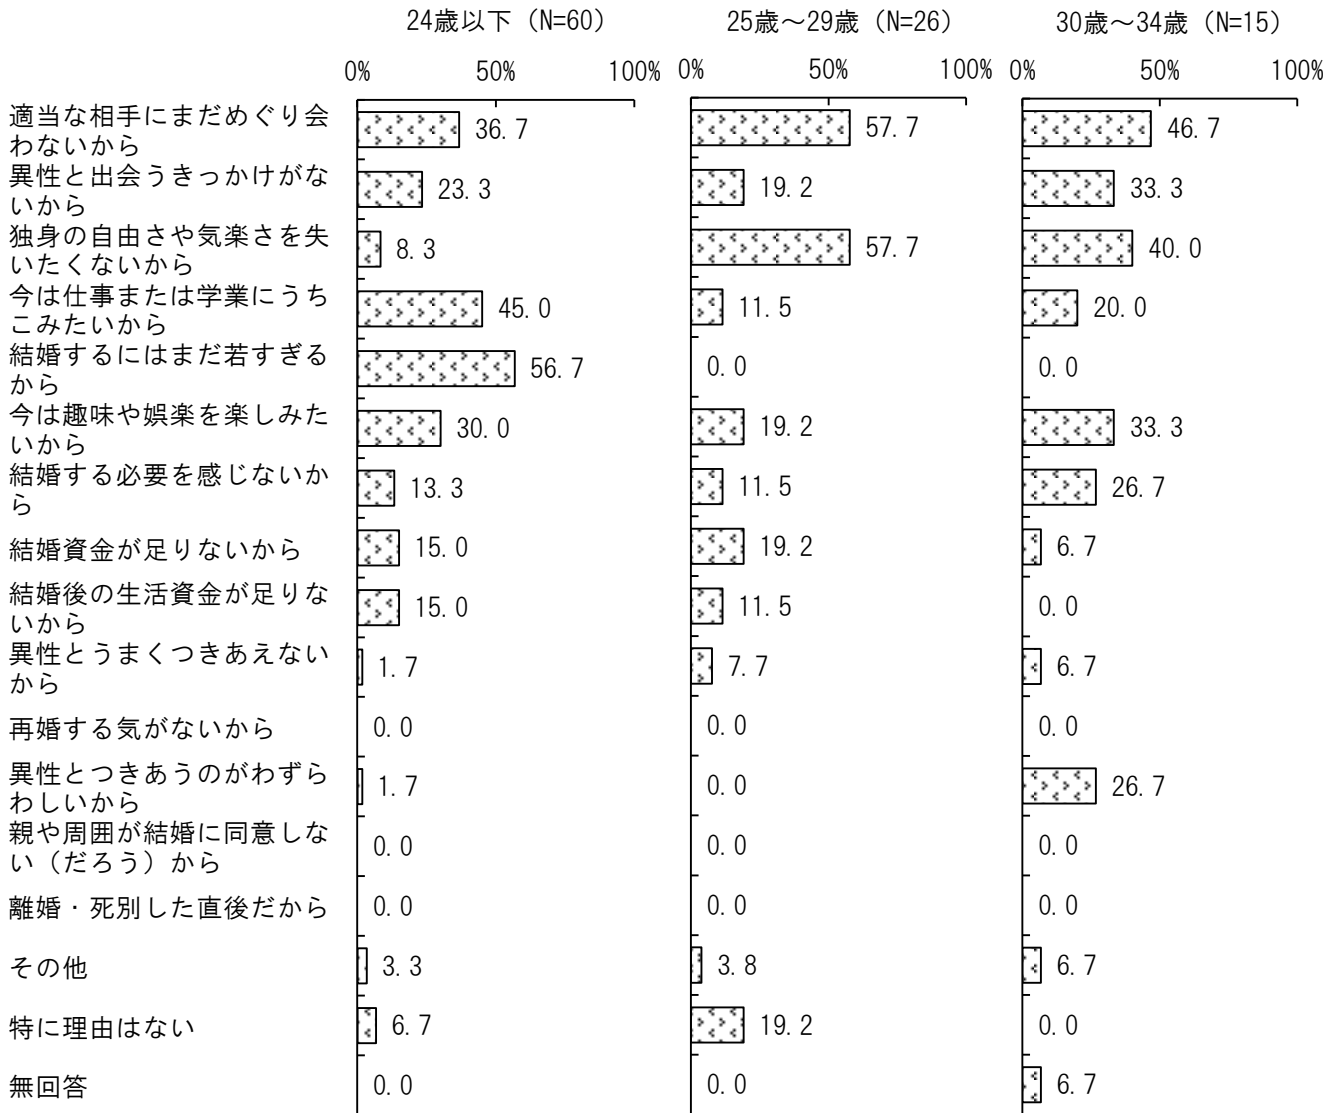 24歳以下（N=60） 25歳～29歳（N=26） 30歳～34歳（N=15）
0% 50% 100% 0% 50% 100% 0% 50% 100%
適当な相手にまだめぐり会
わないから
36.7 57.7 46.7
異性と出会うきっかけがな
いから
23.3 19.2 33.3
独身の自由さや気楽さを失
いたくないから
8.3 57.7 40.0
今は仕事または学業にうち
こみたいから
45.0 11.5 20.0
結婚するにはまだ若すぎる
から
56.7 0.0 0.0
今は趣味や娯楽を楽しみた
いから
30.0 19.2 33.3
結婚する必要を感じないか
ら
13.3 11.5 26.7
結婚資金が足りないから 15.0 19.2 6.7
結婚後の生活資金が足りな
いから
15.0 11.5 0.0
異性とうまくつきあえない
から
1.7 7.7 6.7
再婚する気がないから 0.0 0.0 0.0
異性とつきあうのがわずら
わしいから
1.7 0.0 26.7
親や周囲が結婚に同意しな
い（だろう）から
0.0 0.0 0.0
離婚・死別した直後だから 0.0 0.0 0.0
その他 3.3 3.8 6.7
特に理由はない 6.7 19.2 0.0
無回答 0.0 0.0 6.7